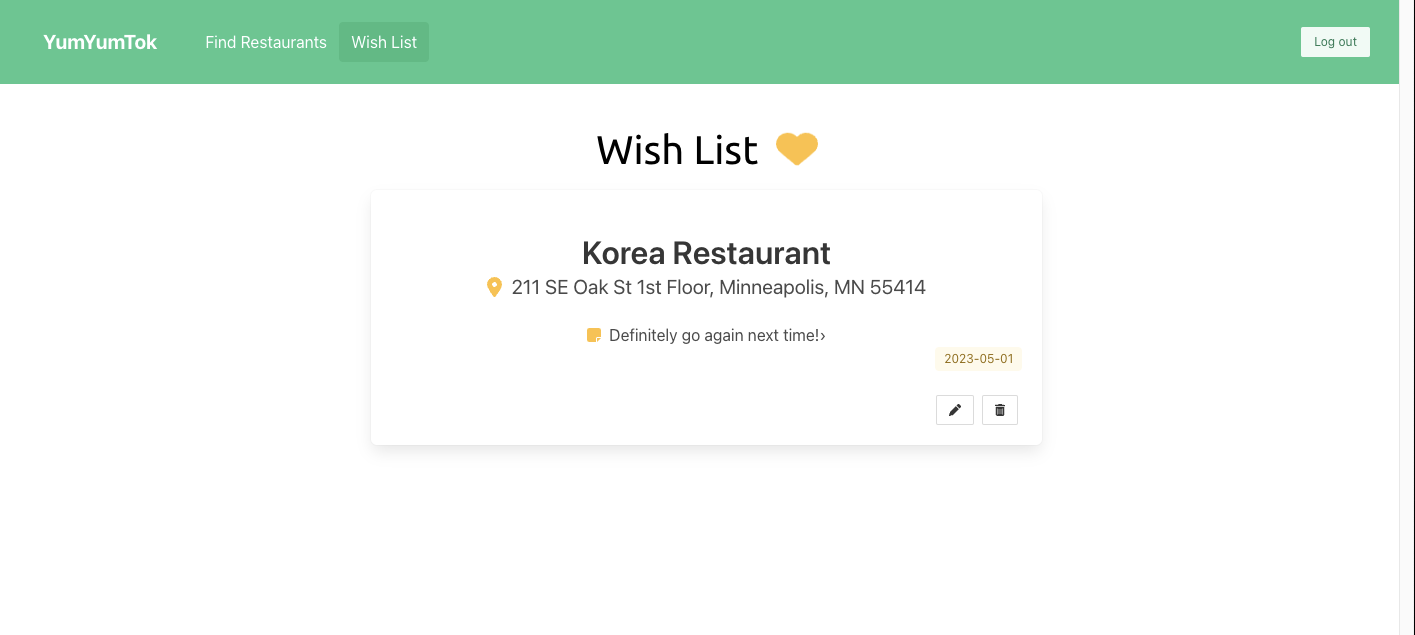 YumYumTok Find Restaurants Wish List Log out
Wish List
Korea Restaurant
211 SE Oak St 1st Floor, Minneapolis, MN 55414
Definitely go again next time!›
2023-05-01